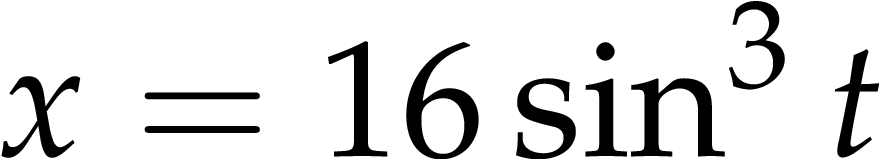 x = 16 sin³ t